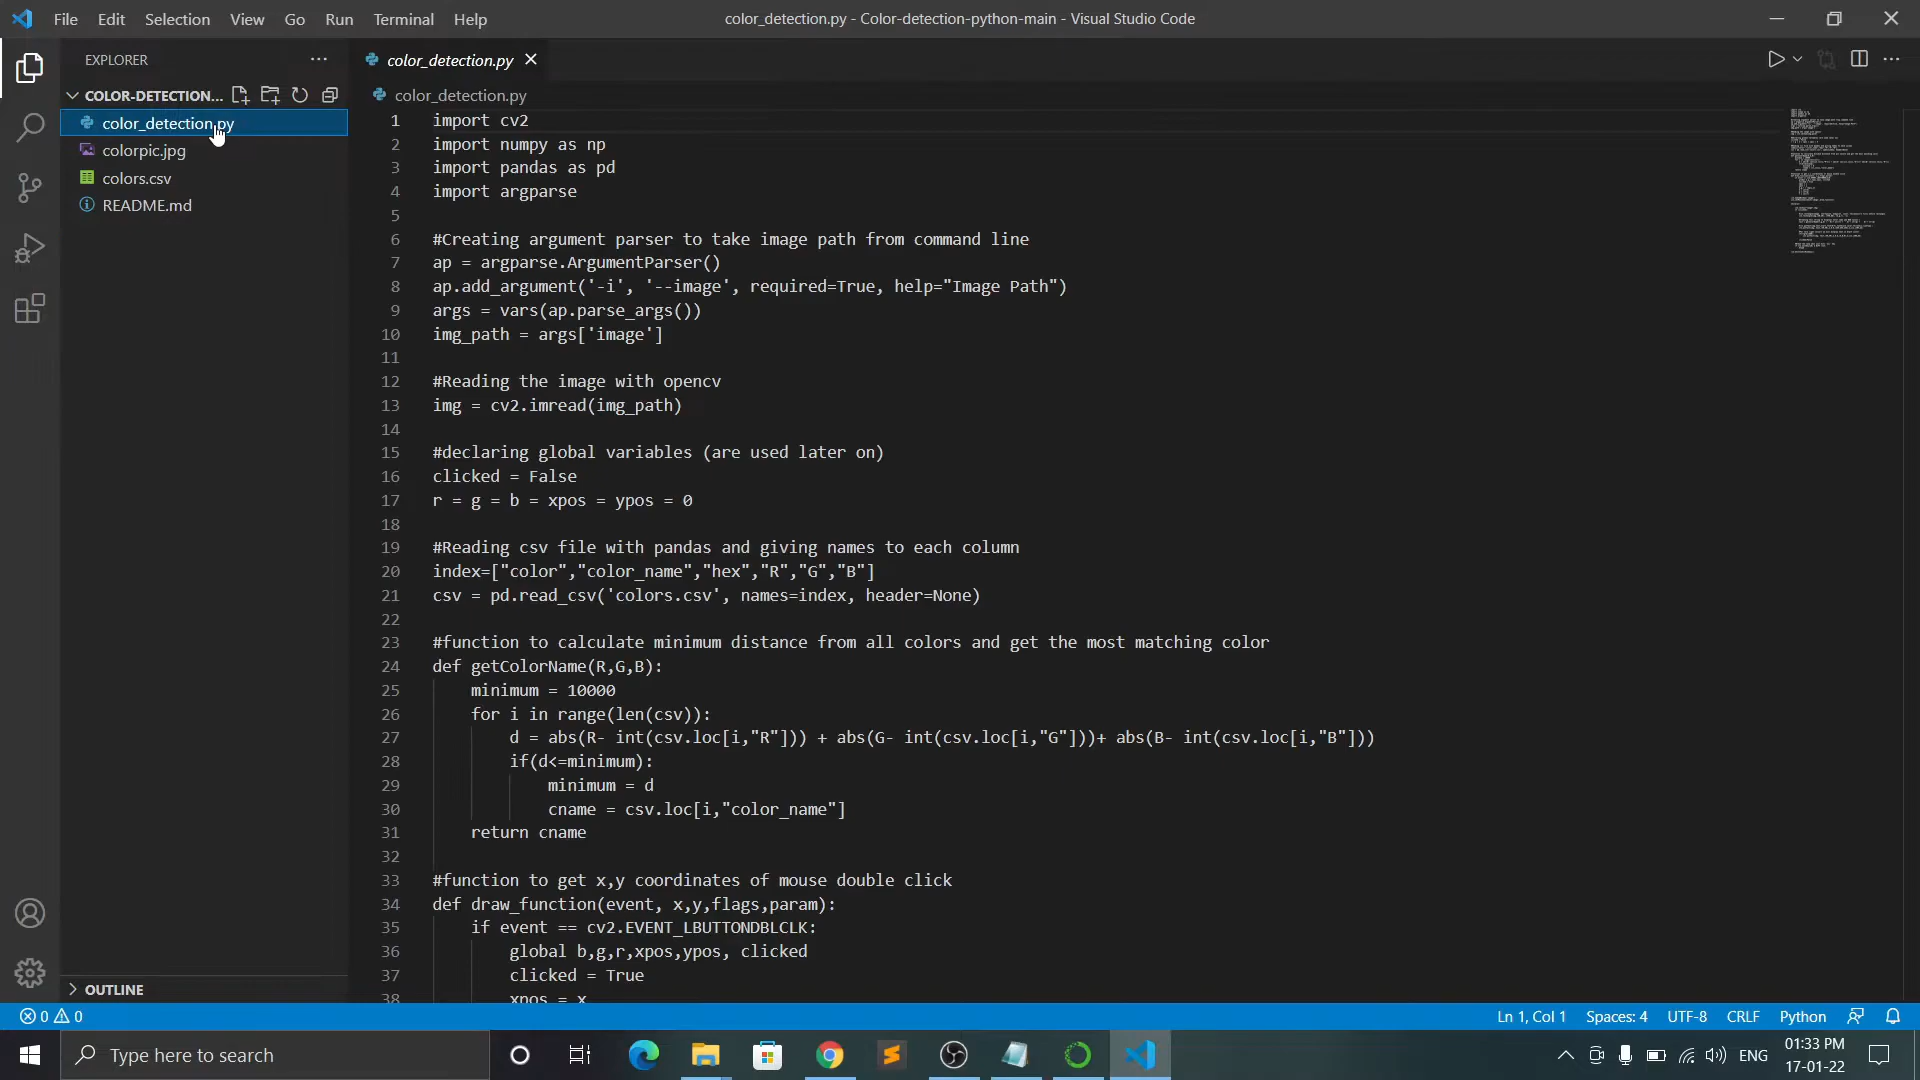 File Edit Selection View Go Run Terminal Help
color_detection.py - Color-detection-python-main - Visual Studio Code
EXPLORER
COLOR-DETECTION...
color_detection.py
colorpic.jpg
colors.csv
README.md
OUTLINE
color_detection.py
color_detection.py
1 import cv2
2 import numpy as np
3 import pandas as pd
4 import argparse
5
6 #Creating argument parser to take image path from command line
7 ap = argparse.ArgumentParser()
8 ap.add_argument('-i', '--image', required=True, help="Image Path")
9 args = vars(ap.parse_args())
10 img_path = args['image']
11
12 #Reading the image with opencv
13 img = cv2.imread(img_path)
14
15 #declaring global variables (are used later on)
16 clicked = False
17 r = g = b = xpos = ypos = 0
18
19 #Reading csv file with pandas and giving names to each column
20 index=["color","color_name","hex","R","G","B"]
21 csv = pd.read_csv('colors.csv', names=index, header=None)
22
23 #function to calculate minimum distance from all colors and get the most matching color
24 def getColorName(R,G,B):
25 minimum = 10000
26 for i in range(len(csv)):
27 d = abs(R- int(csv.loc[i,"R"])) + abs(G- int(csv.loc[i,"G"]))+ abs(B- int(csv.loc[i,"B"]))
28 if(d<=minimum):
29 minimum = d
30 cname = csv.loc[i,"color_name"]
31 return cname
32
33 #function to get x,y coordinates of mouse double click
34 def draw_function(event, x,y,flags,param):
35 if event == cv2.EVENT_LBUTTONDBLCLK:
36 global b,g,r,xpos,ypos, clicked
37 clicked = True
38 xpos = x
0 0
Ln 1, Col 1 Spaces: 4 UTF-8 CRLF Python
Type here to search
ENG
01:33 PM
17-01-22